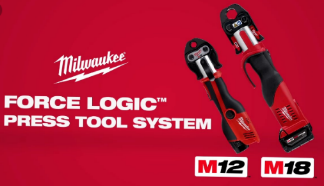 Milwaukee
FORCE LOGIC™
PRESS TOOL SYSTEM
M12
M18